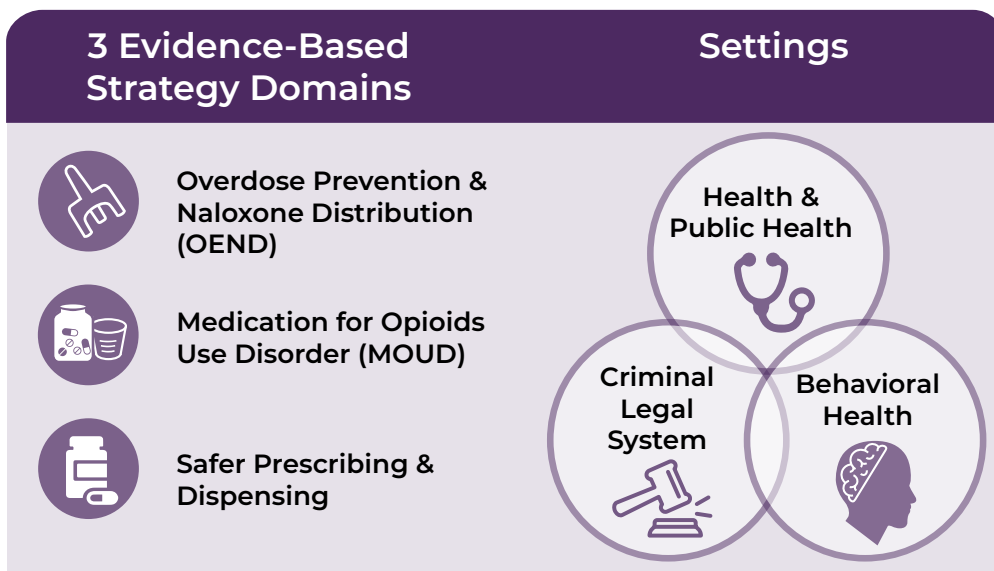 3 Evidence-Based
Strategy Domains
Settings
Overdose Prevention &
Naloxone Distribution
(OEND)
Medication for Opioids
Use Disorder (MOUD)
Safer Prescribing &
Dispensing
Health &
Public Health
Criminal
Legal
System
Behavioral
Health